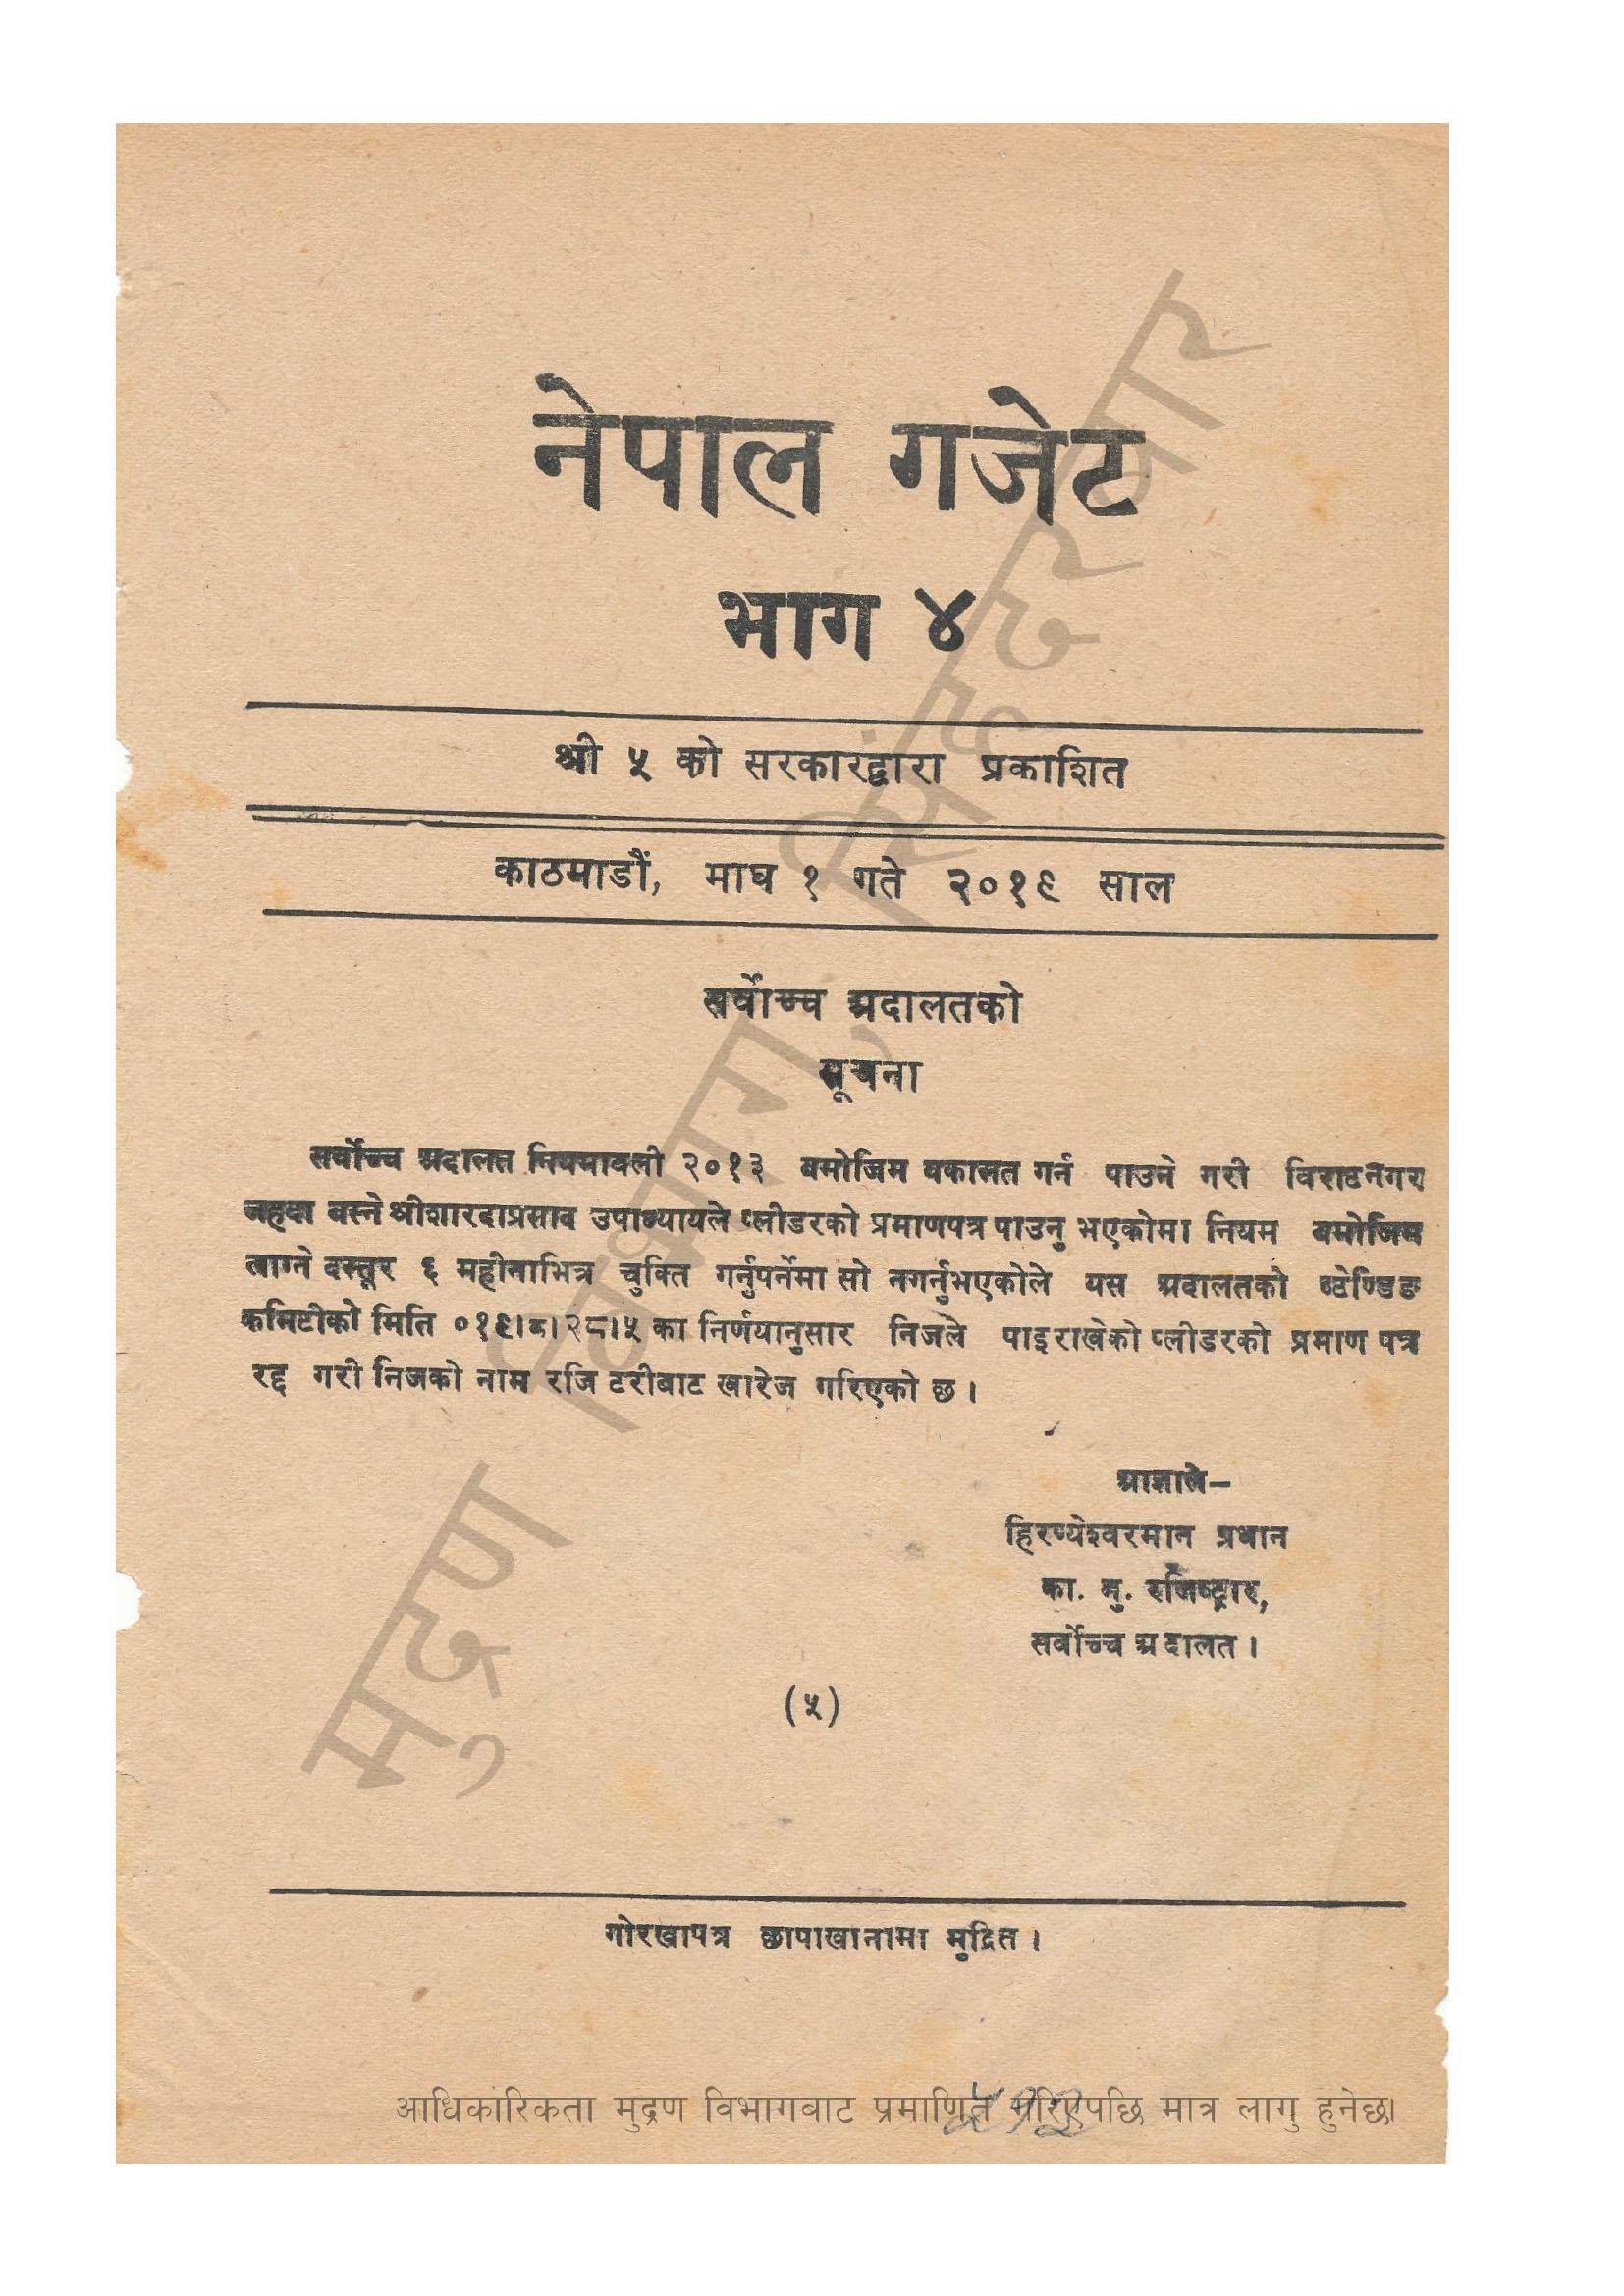 नेपाल गजेट
भाग ४
श्री ५ को सरकारद्वारा प्रकाशित
काठमाडौं, माघ १ गते २०१९ साल
सर्वोच्च अदालतको
सूचना
सर्वोच्च अदालत नियमावली २०१३ बमोजिम वकालत गर्न पाउने गरी विराटनगर
जहदा बस्ने श्रीशारदाप्रसाद उपाध्यायले प्लीडरको प्रमाणपत्र पाउनु भएकोमा नियम बमोजिम
लाग्ने दस्तूर ६ महीनाभित्र चुक्ति गर्नुपर्नेमा सो नगर्नुभएकोले यस अदालतको ष्टेण्डिङ
कमिटीको मिति ०१९।८।२८।५ का निर्णयानुसार निजले पाइराखेको प्लीडरको प्रमाण पत्र
रद्द गरी निजको नाम रजि टरीबाट खारेज गरिएको छ ।
आज्ञाले—
हिरण्येश्वरमान प्रधान
का. मु. रजिष्ट्रार,
सर्वोच्च अदालत ।
(५)
गोरखापत्र छापाखानामा मुद्रित ।
मुद्रण विभाग, सिंहदरबार
आधिकारिकता मुद्रण विभागबाट प्रमाणित गरिएपछि मात्र लागु हुनेछ।